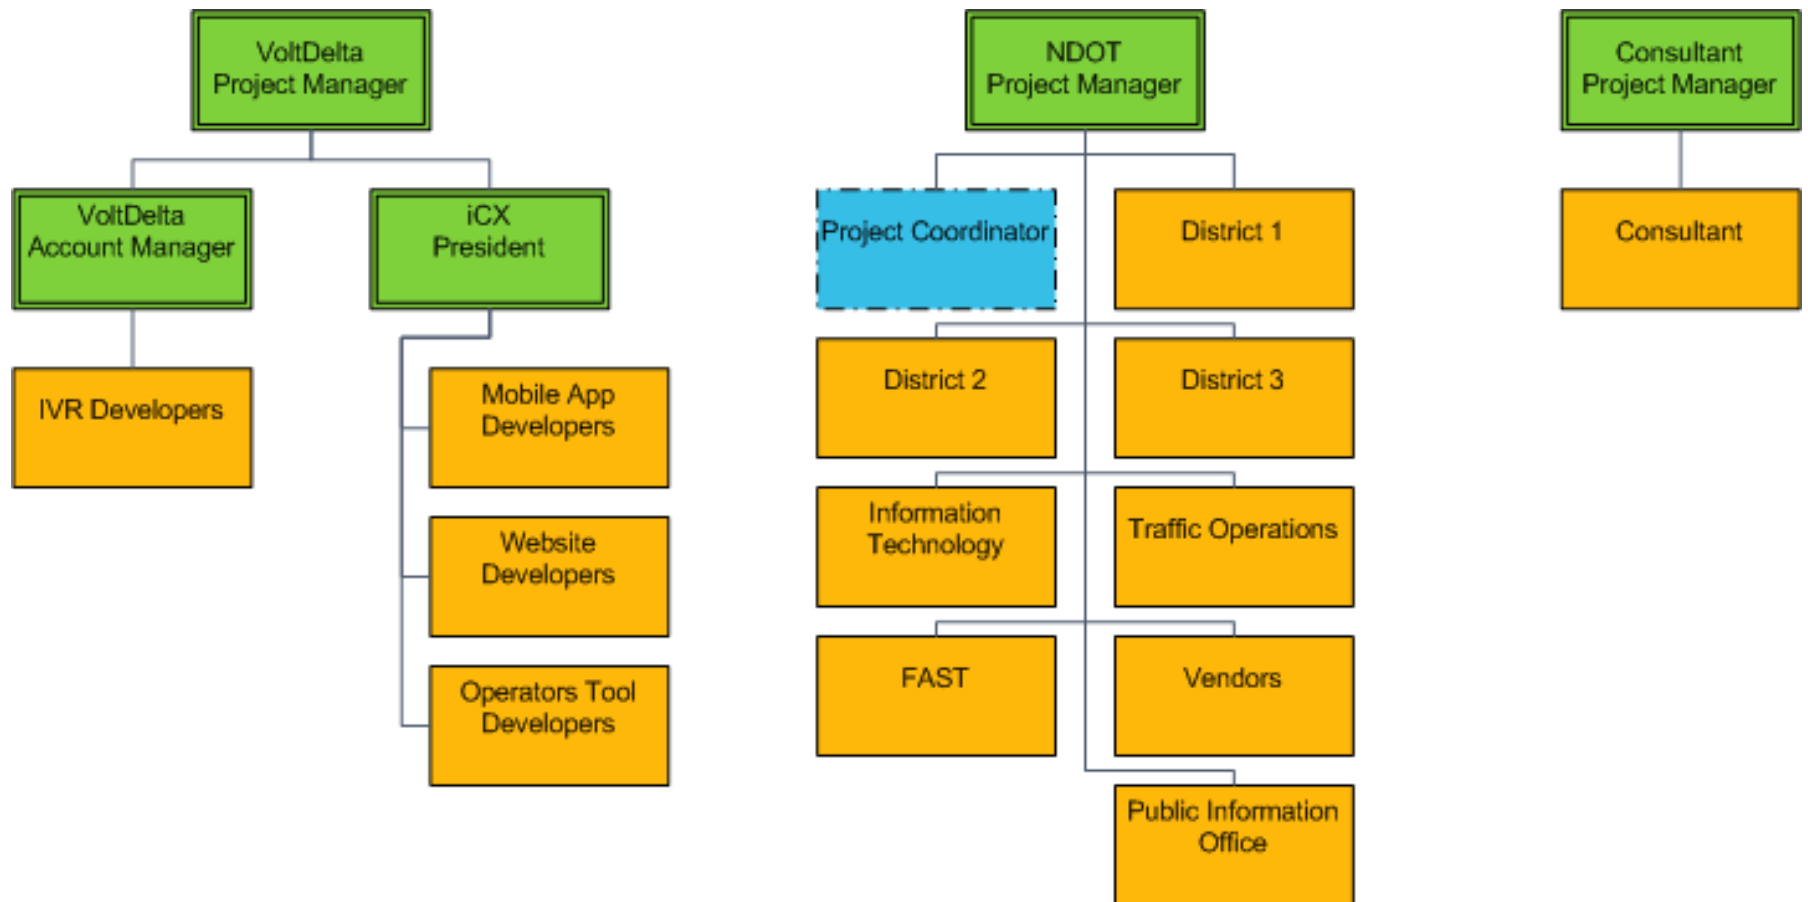 VoltDelta
Project Manager
NDOT
Project Manager
Consultant
Project Manager
VoltDelta
Account Manager
iCX
President
Project Coordinator
District 1
Consultant
IVR Developers
Mobile App
Developers
District 2
District 3
Website
Developers
Information
Technology
Traffic Operations
Operators Tool
Developers
FAST
Vendors
Public Information
Office